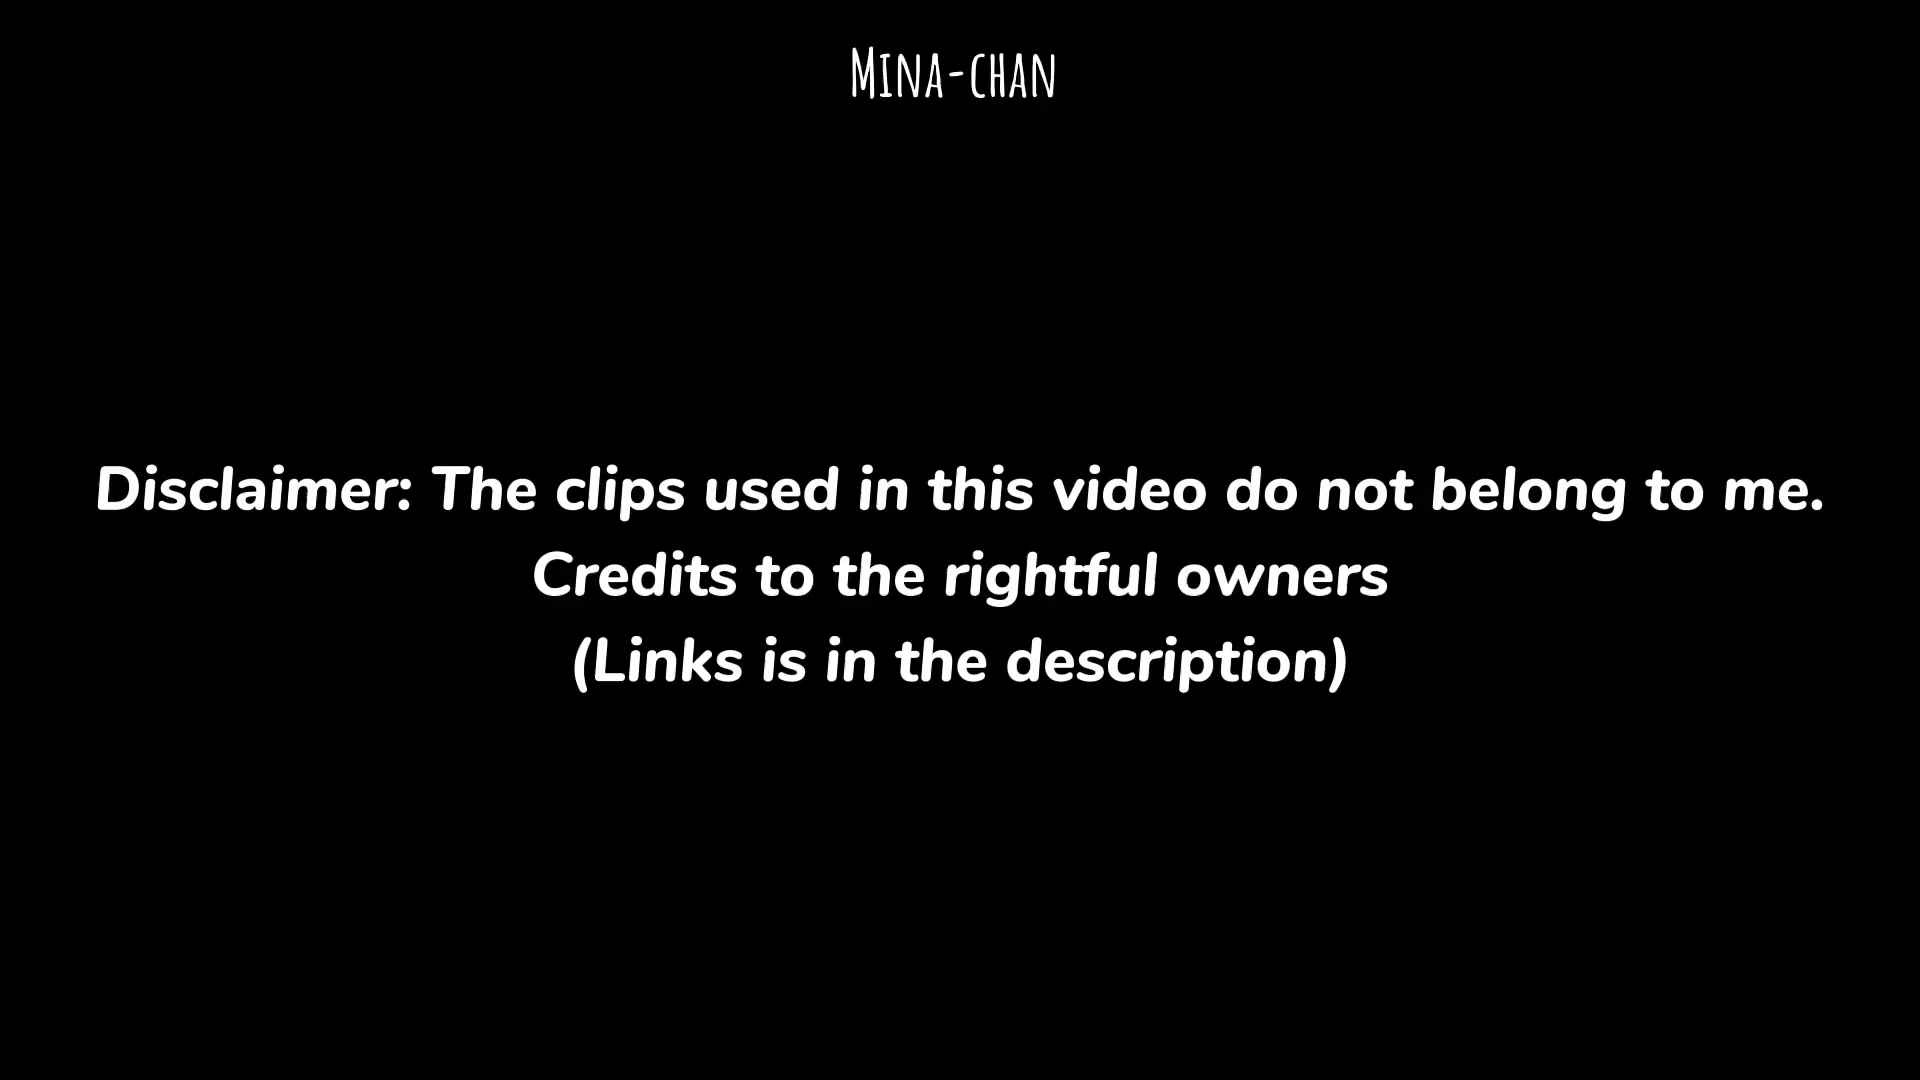 Mina-chan
Disclaimer: The clips used in this video do not belong to me.
Credits to the rightful owners
(Links is in the description)